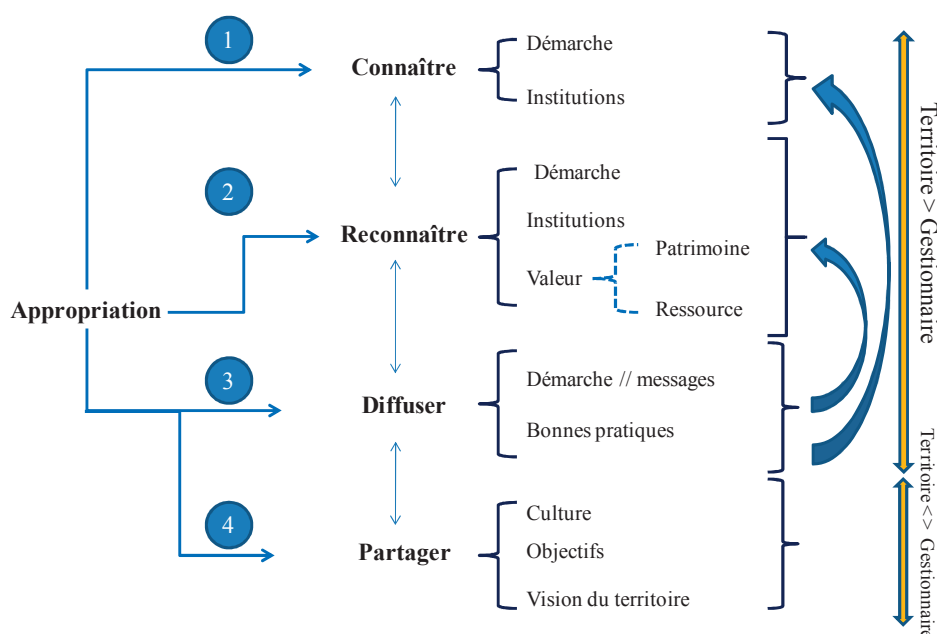 1
Connaître
Démarche
Institutions
2
Reconnaître
Démarche
Institutions
Valeur
Patrimoine
Ressource
Appropriation
3
Diffuser
Démarche // messages
Bonnes pratiques
4
Partager
Culture
Objectifs
Vision du territoire
Territoire > Gestionnaire
Territoire <> Gestionnaire